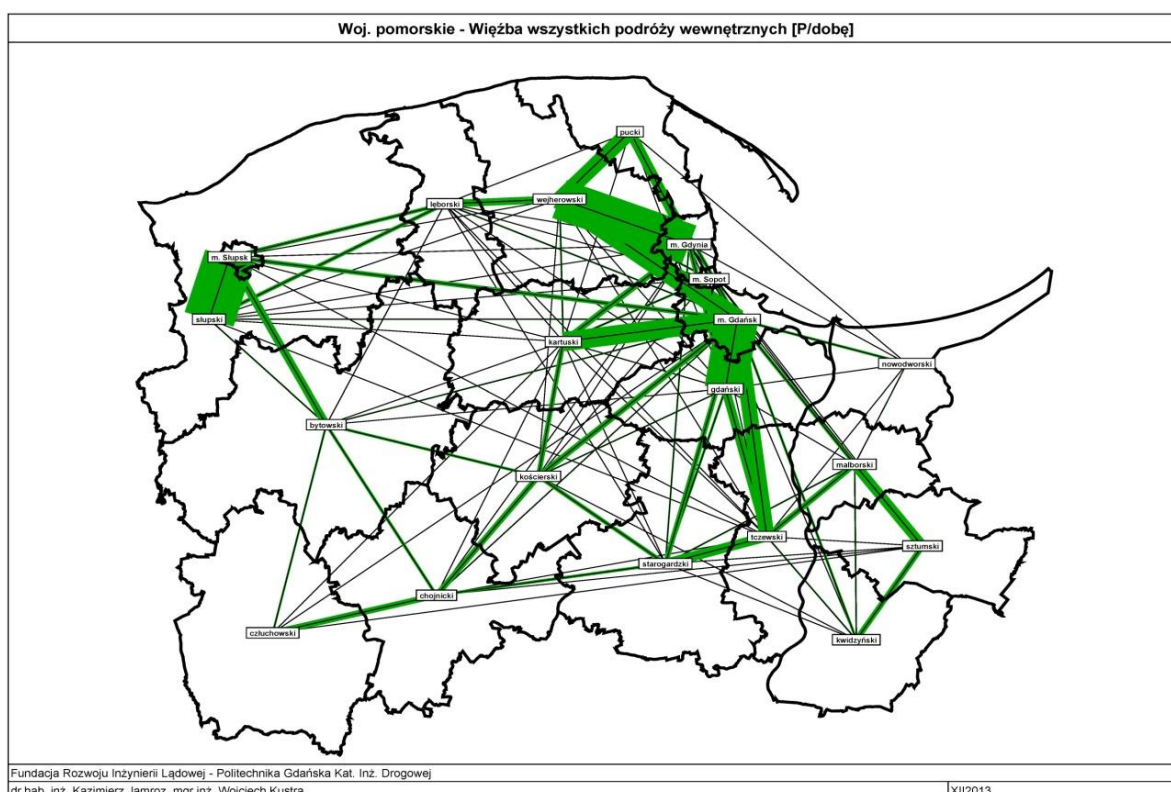 Woj. pomorskie - Więźba wszystkich podróży wewnętrznych [P/dobę]
pucki
lęborski
wejherowski
m. Gdynia
m. Słupsk
m. Sopot
słupski
m. Gdańsk
kartuski
nowodworski
gdański
bytowski
malborski
kościerski
tczewski
sztumski
starogardzki
chojnicki
człuchowski
kwidzyński
Fundacja Rozwoju Inżynierii Lądowej - Politechnika Gdańska Kat. Inż. Drogowej
dr hab. inż. Kazimierz Jamroz, mgr inż. Wojciech Kustra
XII2013